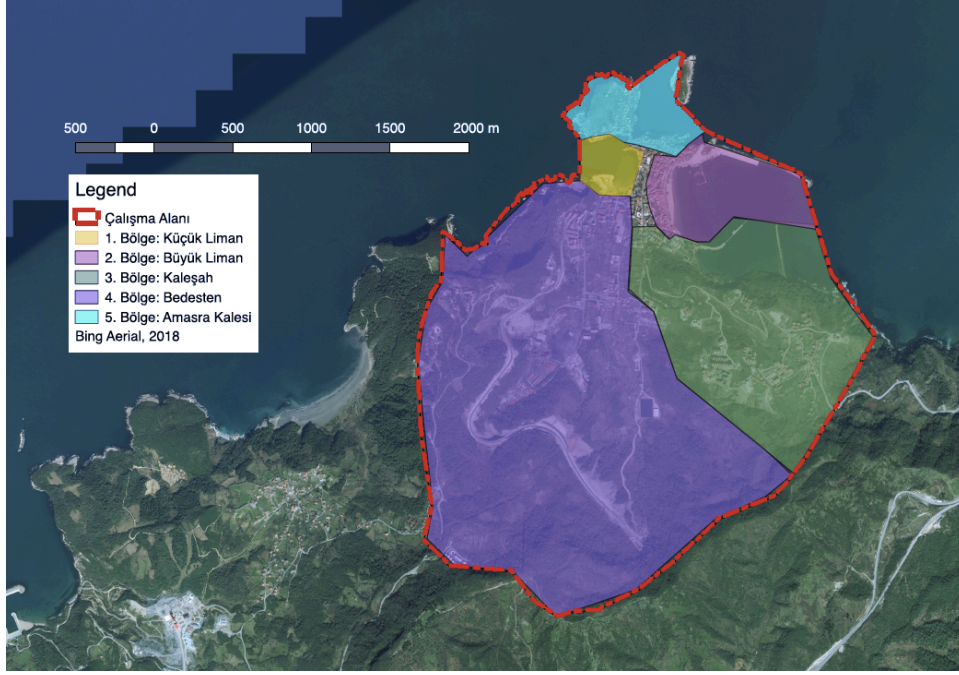 500 0 500 1000 1500 2000 m
Legend
Çalışma Alanı
1. Bölge: Küçük Liman
2. Bölge: Büyük Liman
3. Bölge: Kaleşah
4. Bölge: Bedesten
5. Bölge: Amasra Kalesi
Bing Aerial, 2018